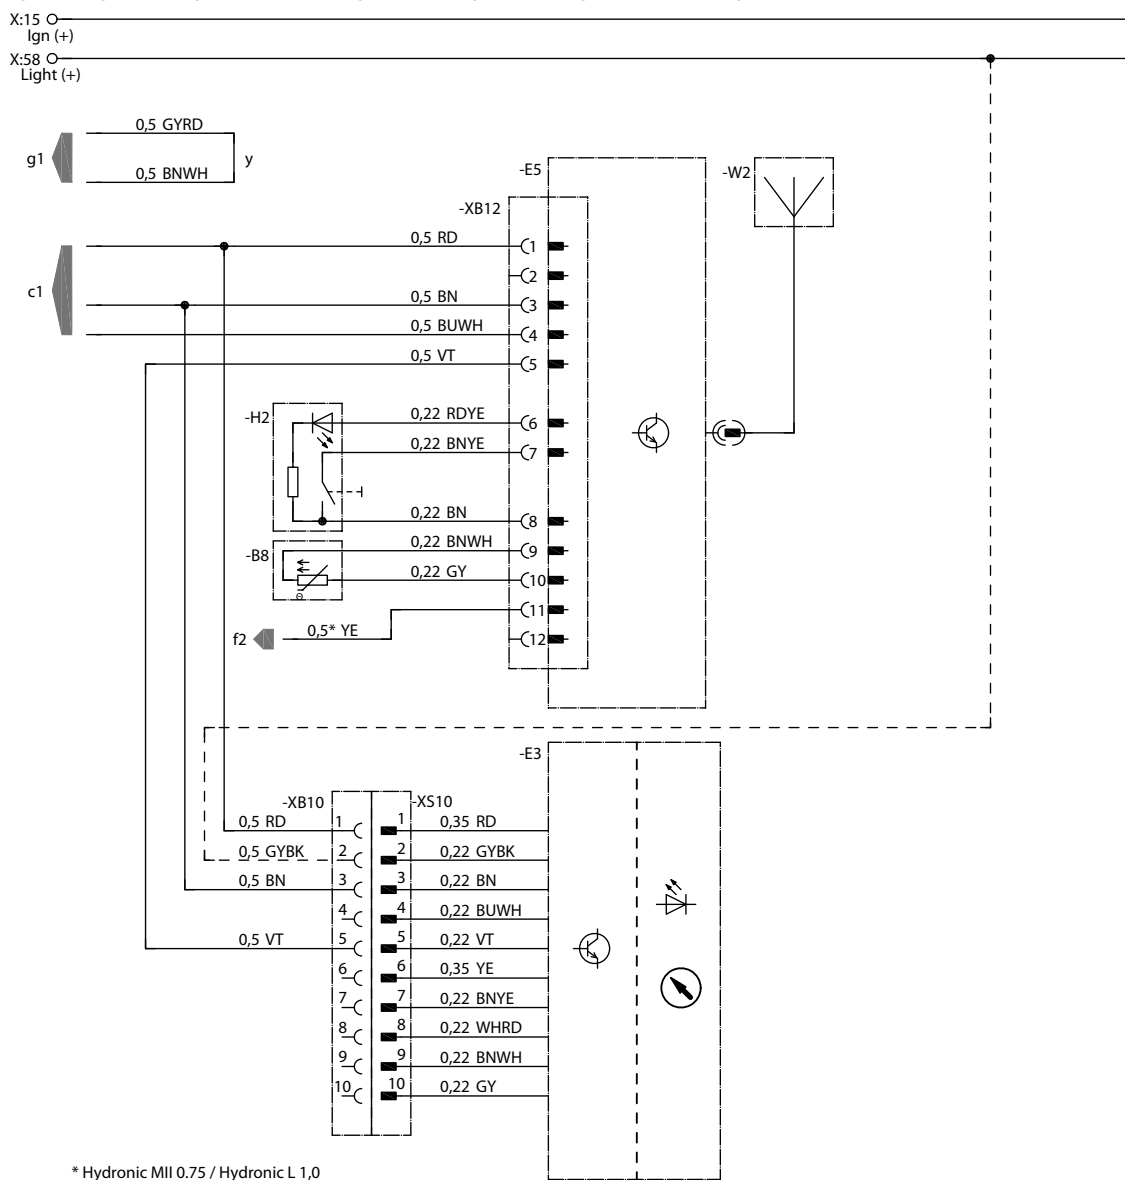 X:15
Ign (+)
X:58
Light (+)
0,5 GYRD
g1
y
0,5 BNWH
-E5
-W2
-XB12
0,5 RD
1
2
c1
0,5 BN
3
0,5 BUWH
4
0,5 VT
5
-H2
0,22 RDYE
6
0,22 BNYE
7
0,22 BN
8
-B8
0,22 BNWH
9
0,22 GY
10
11
f2
0,5* YE
12
-E3
-XB10
-XS10
0,5 RD
1
1
0,35 RD
0,5 GYBK
2
2
0,22 GYBK
0,5 BN
3
3
0,22 BN
4
4
0,22 BUWH
0,5 VT
5
5
0,22 VT
6
6
0,35 YE
7
7
0,22 BNYE
8
8
0,22 WHRD
9
9
0,22 BNWH
10
10
0,22 GY
* Hydronic MII 0.75 / Hydronic L 1,0